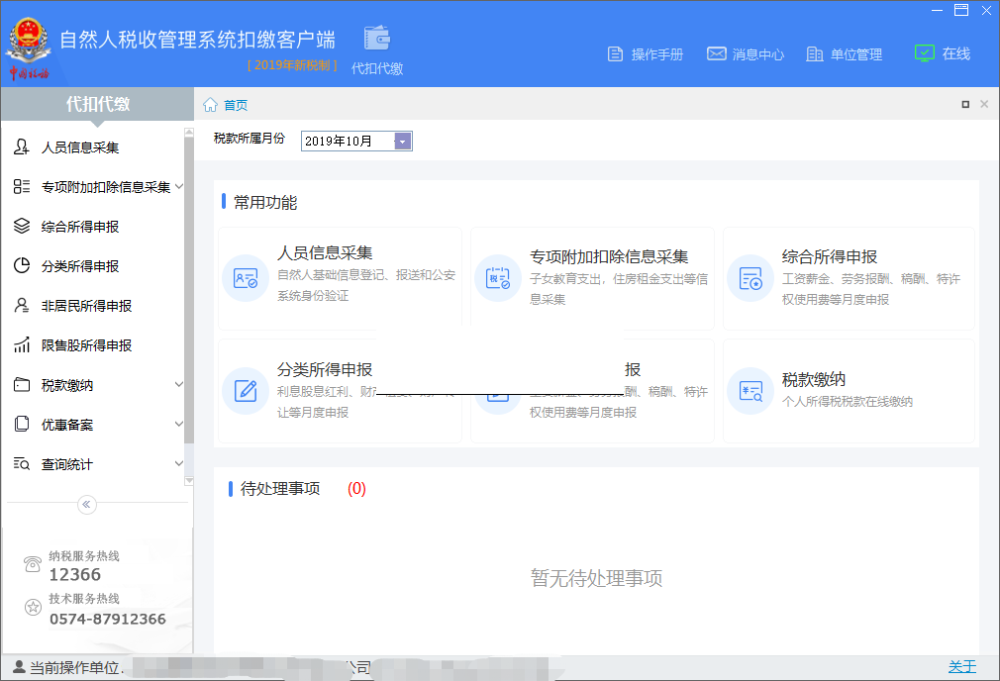 自然人税收管理系统扣缴客户端
[ 2019年新税制 ]
代扣代缴
操作手册
消息中心
单位管理
在线
中国税务
代扣代缴
首页
税款所属月份
2019年10月
人员信息采集
专项附加扣除信息采集
综合所得申报
分类所得申报
非居民所得申报
限售股所得申报
税款缴纳
优惠备案
查询统计
纳税服务热线
12366
技术服务热线
0574-87912366
常用功能
人员信息采集
自然人基础信息登记、报送和公安
系统身份验证
专项附加扣除信息采集
子女教育支出，住房租金支出等信
息采集
综合所得申报
工资薪金、劳务报酬、稿酬、特许
权使用费等月度申报
分类所得申报
利息股息红利、财
让等月度申报
报
酬、稿酬、特许
权使用费等月度申报
税款缴纳
个人所得税税款在线缴纳
待处理事项 (0)
暂无待处理事项
当前操作单位
公司
关于